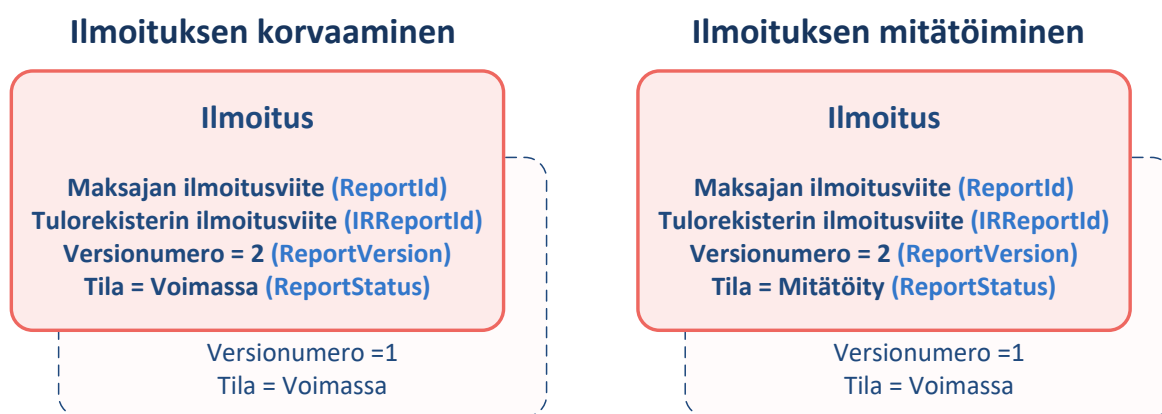 Ilmoituksen korvaaminen
Ilmoitus
Maksajan ilmoitusviite (ReportId)
Tulorekisterin ilmoitusviite (IRReportId)
Versionumero = 2 (ReportVersion)
Tila = Voimassa (ReportStatus)
Versionumero =1
Tila = Voimassa
Ilmoituksen mitätöiminen
Ilmoitus
Maksajan ilmoitusviite (ReportId)
Tulorekisterin ilmoitusviite (IRReportId)
Versionumero = 2 (ReportVersion)
Tila = Mitätöity (ReportStatus)
Versionumero =1
Tila = Voimassa